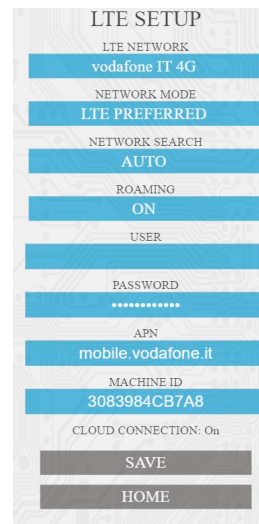 LTE SETUP
LTE NETWORK
vodafone IT 4G
NETWORK MODE
LTE PREFERRED
NETWORK SEARCH
AUTO
ROAMING
ON
USER
PASSWORD
••••••••••••
APN
mobile.vodafone.it
MACHINE ID
3083984CB7A8
CLOUD CONNECTION: On
SAVE
HOME